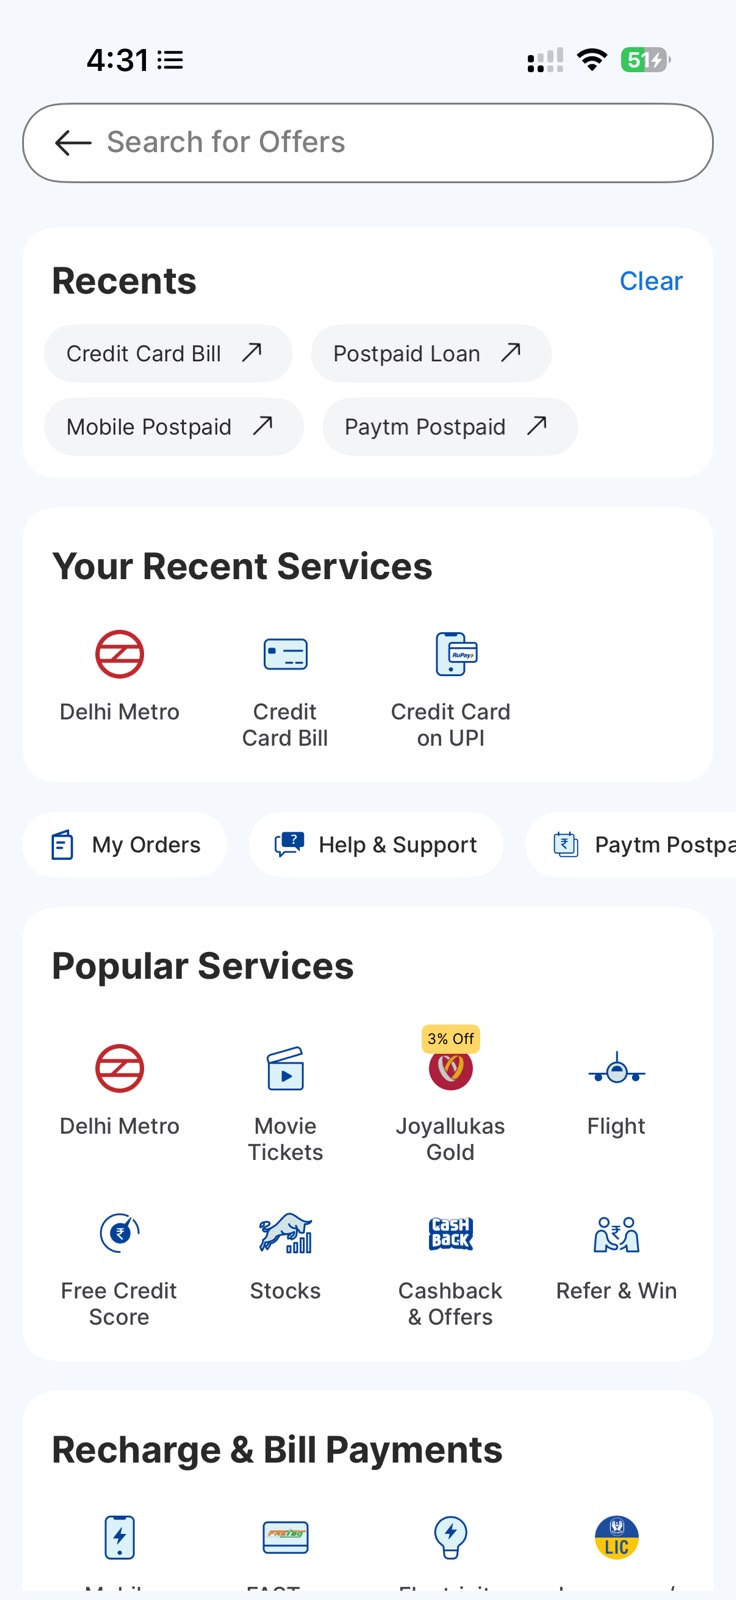 4:31
51
Search for Offers
Recents
Clear
Credit Card Bill
Postpaid Loan
Mobile Postpaid
Paytm Postpaid
Your Recent Services
RuPay
Delhi Metro
Credit
Card Bill
Credit Card
on UPI
My Orders
?
Help & Support
₹
Paytm Postpa
Popular Services
3% Off
Delhi Metro
Movie
Tickets
Joyallukas
Gold
Flight
₹
CASH
BACK
₹
Free Credit
Score
Stocks
Cashback
& Offers
Refer & Win
Recharge & Bill Payments
LIC